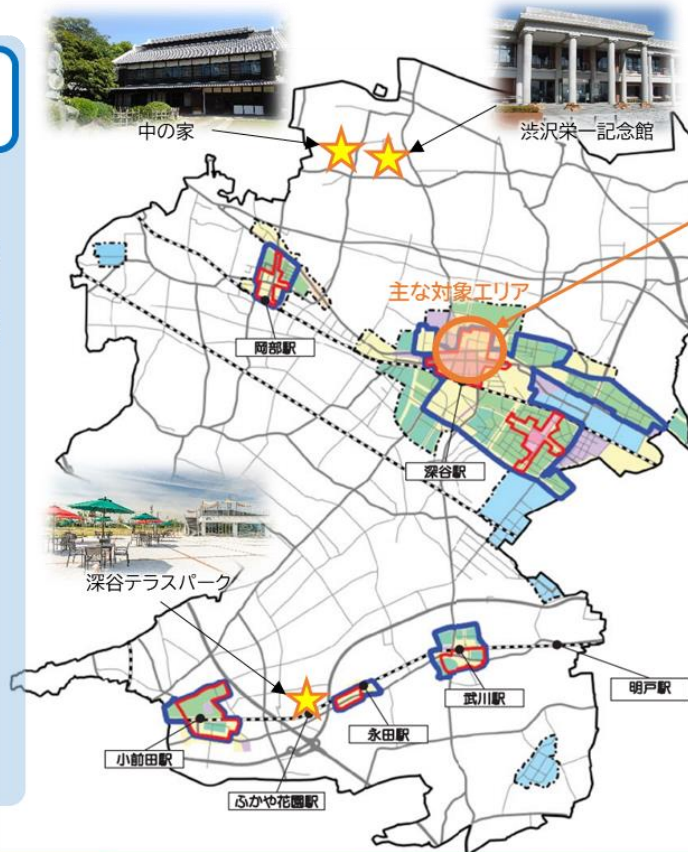 中の家
渋沢栄一記念館
主な対象エリア
岡部駅
深谷駅
深谷テラスパーク
武川駅
明戸駅
永田駅
小前田駅
ふかや花園駅